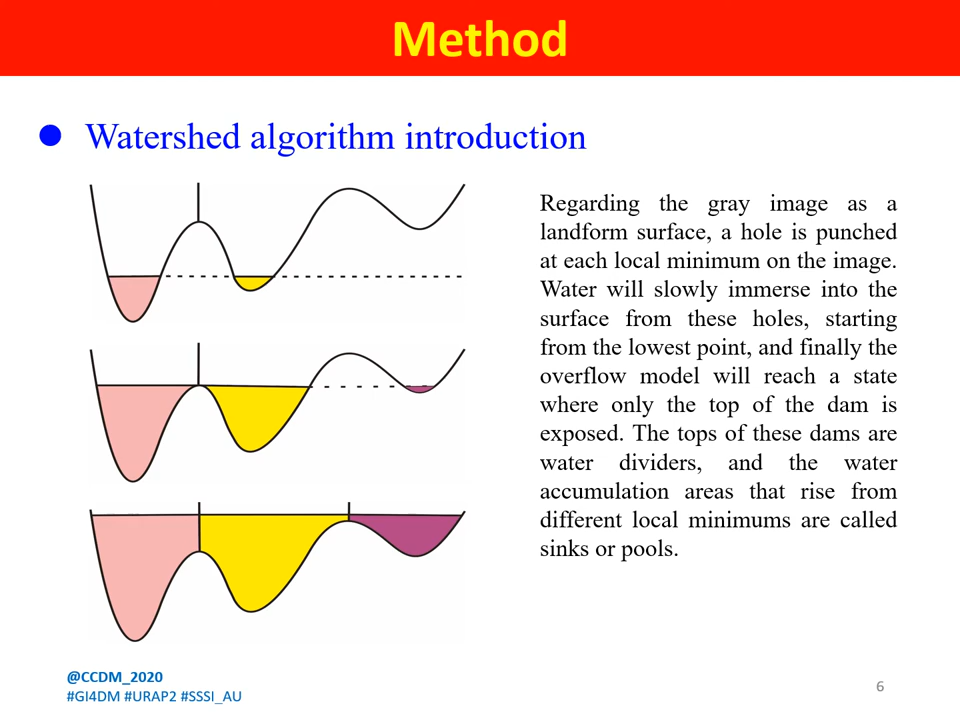 Method
● Watershed algorithm introduction
Regarding the gray image as a
landform surface, a hole is punched
at each local minimum on the image.
Water will slowly immerse into the
surface from these holes, starting
from the lowest point, and finally the
overflow model will reach a state
where only the top of the dam is
exposed. The tops of these dams are
water dividers, and the water
accumulation areas that rise from
different local minimums are called
sinks or pools.
@CCDM_2020
#GI4DM #URAP2 #SSSI_AU
6